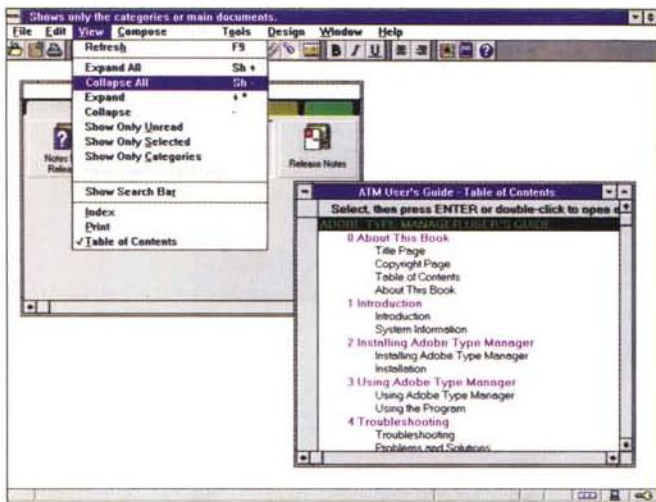 Shows only the categories or main documents.
File Edit View Compose Tools Design Window Help
Refresh F9
Expand All Sh +
Collapse All Sh -
Expand + *
Collapse -
Show Only Unread
Show Only Selected
Show Only Categories
Show Search Bar
Index
Print
✓Table of Contents
B I U
Notes
Release
Release Notes
ATM User's Guide - Table of Contents
Select, then press ENTER or double-click to open
ADOBE TYPE MANAGER USER'S GUIDE
0 About This Book
Title Page
Copyright Page
Table of Contents
About This Book
1 Introduction
Introduction
System Information
2 Installing Adobe Type Manager
Installing Adobe Type Manager
Installation
3 Using Adobe Type Manager
Using Adobe Type Manager
Using the Program
4 Troubleshooting
Troubleshooting
Problems and Solutions